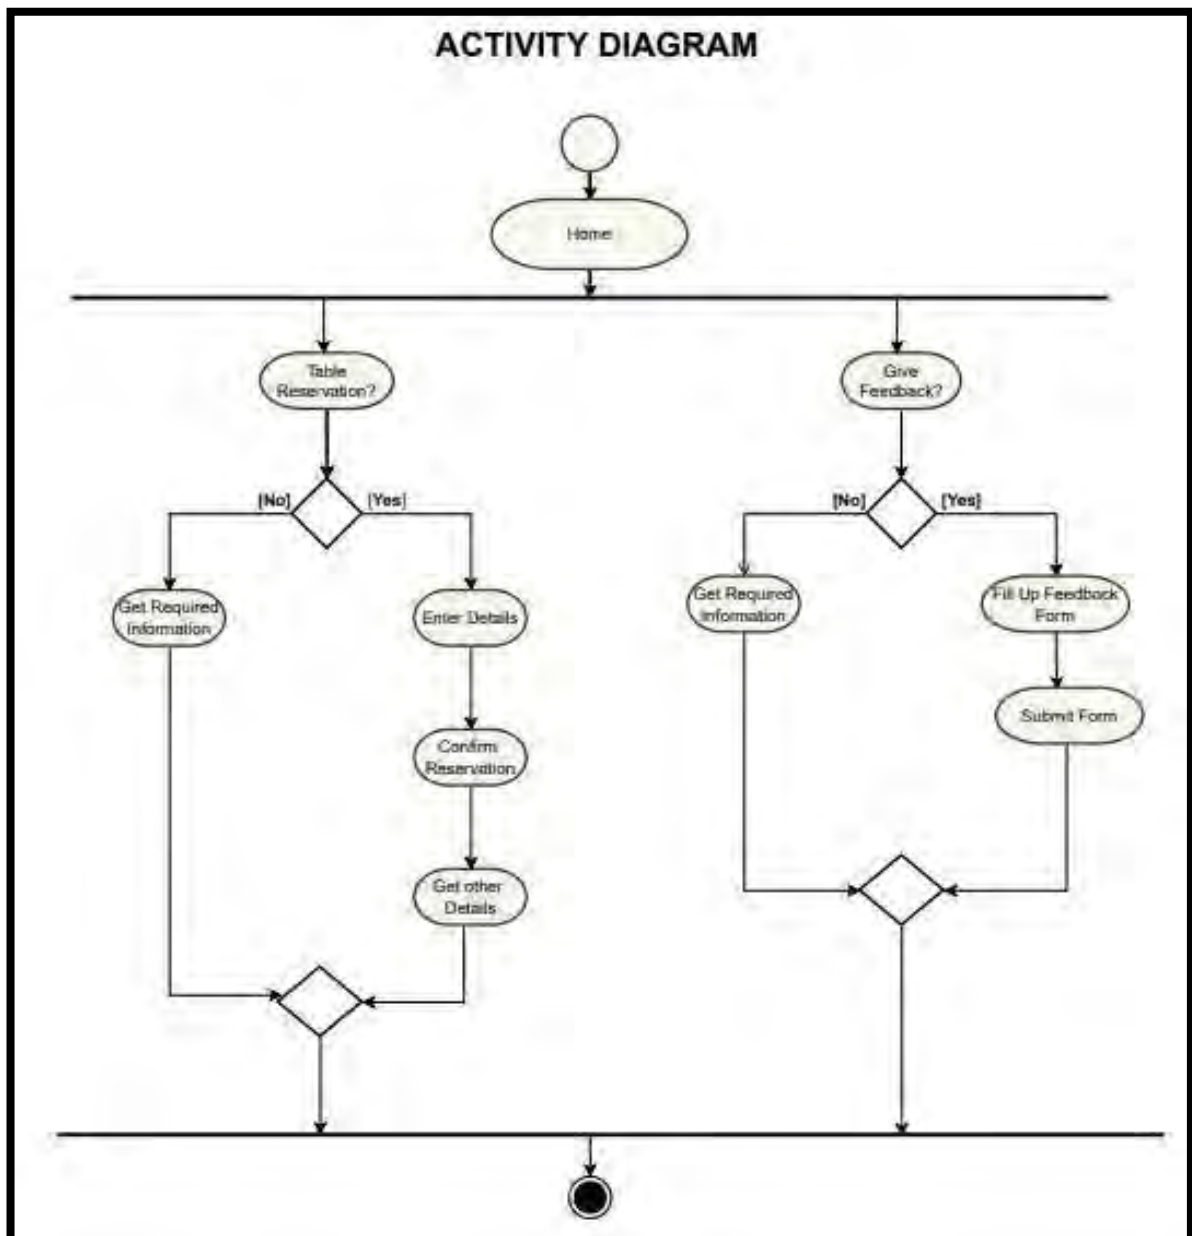 ACTIVITY DIAGRAM
Home
Table
Reservation?
Give
Feedback?
[No]
[Yes]
[No]
[Yes]
Get Required
Information
Enter Details
Get Required
Information
Fill Up Feedback
Form
Submit Form
Confirm
Reservation
Get other
Details